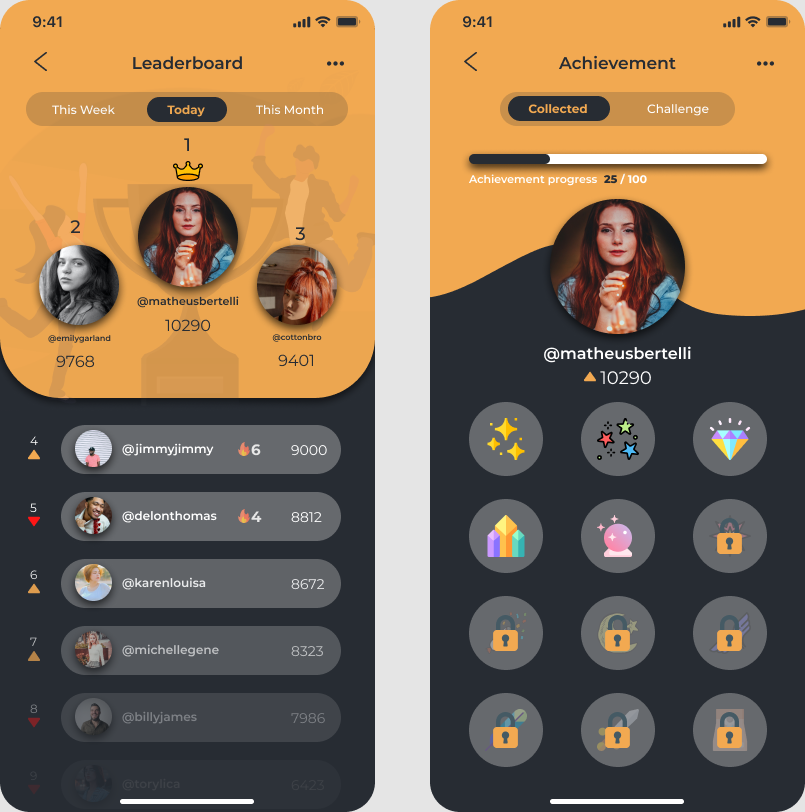 9:41
Leaderboard
This Week Today This Month
1
2
3
@matheusbertelli
10290
@emilygarland
9768
@cottonbro
9401
4 @jimmyjimmy 6 9000
5 @delonthomas 4 8812
6 @karenlouisa 8672
7 @michellegene 8323
8 @billyjames 7986
9 @torylica 6423
9:41
Achievement
Collected Challenge
Achievement progress 25 / 100
@matheusbertelli
10290